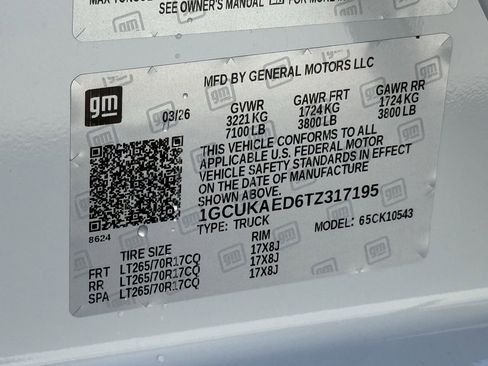 SEE OWNER'S MANUAL
MFD BY GENERAL MOTORS LLC
gm
03/26
GVWR GAWR FRT GAWR RR
3221 KG 1724 KG 1724 KG
7100 LB 3800 LB 3800 LB
THIS VEHICLE CONFORMS TO ALL
APPLICABLE U.S. FEDERAL MOTOR
VEHICLE SAFETY STANDARDS IN EFFECT
ON THE DATE OF MANUFACTURE
SHOWN ABOVE.
1GCUKAED6TZ317195
8624
TYPE: TRUCK MODEL: 65CK10543
TIRE SIZE RIM
FRT LT265/70R17CQ 17X8J
RR LT265/70R17CQ 17X8J
SPA LT265/70R17CQ 17X8J